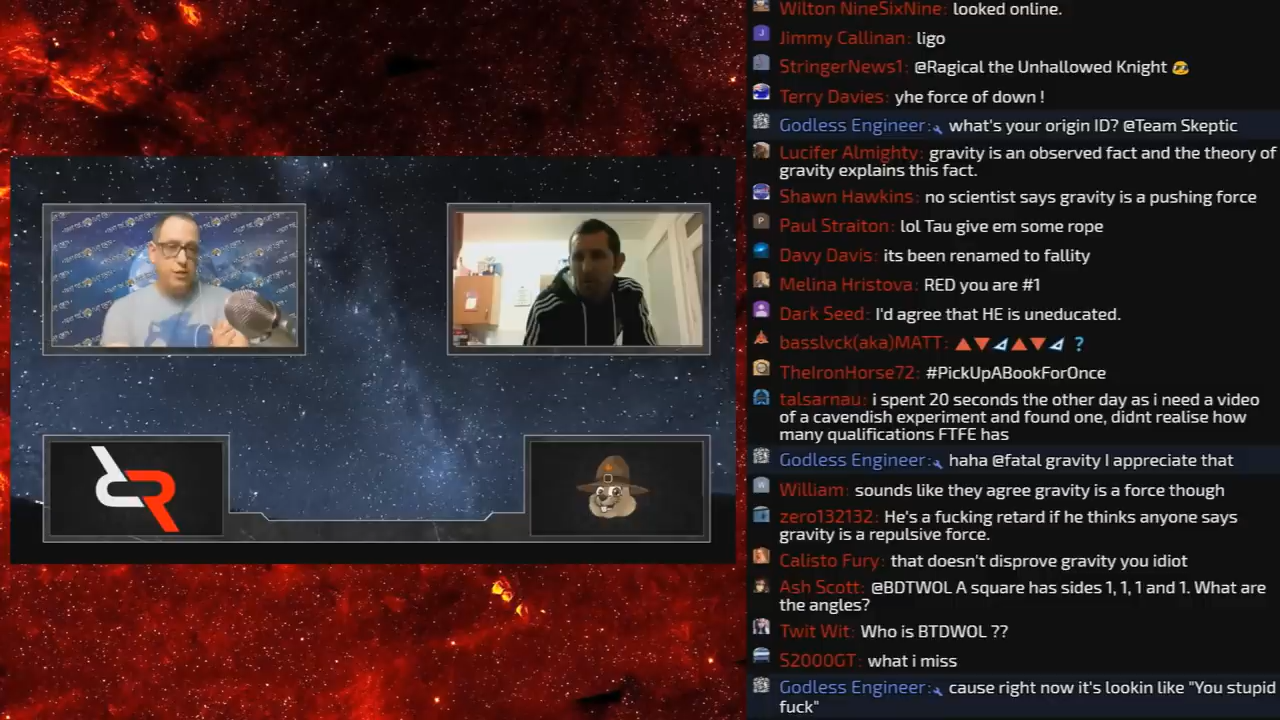 Wilton NineSixNine: looked online.
Jimmy Callinan: ligo
StringerNews1: @Ragical the Unhallowed Knight
Terry Davies: yhe force of down !
Godless Engineer: what's your origin ID? @Team Skeptic
Lucifer Almighty: gravity is an observed fact and the theory of
gravity explains this fact.
Shawn Hawkins: no scientist says gravity is a pushing force
Paul Straiton: lol Tau give em some rope
Davy Davis: its been renamed to fallity
Melina Hristova: RED you are #1
Dark Seed: I'd agree that HE is uneducated.
basslvck(aka)MATT: 🔺🔻◢🔺🔻◢ ?
TheIronHorse72: #PickUpABookForOnce
talsarnau: i spent 20 seconds the other day as i need a video
of a cavendish experiment and found one, didnt realise how
many qualifications FTFE has
Godless Engineer: haha @fatal gravity I appreciate that
William: sounds like they agree gravity is a force though
zero132132: He's a fucking retard if he thinks anyone says
gravity is a repulsive force.
Calisto Fury: that doesn't disprove gravity you idiot
Ash Scott: @BDTWOL A square has sides 1, 1, 1 and 1. What are
the angles?
Twit Wit: Who is BTDWOL ??
S2000GT: what i miss
Godless Engineer: cause right now it's lookin like "You stupid
fuck"